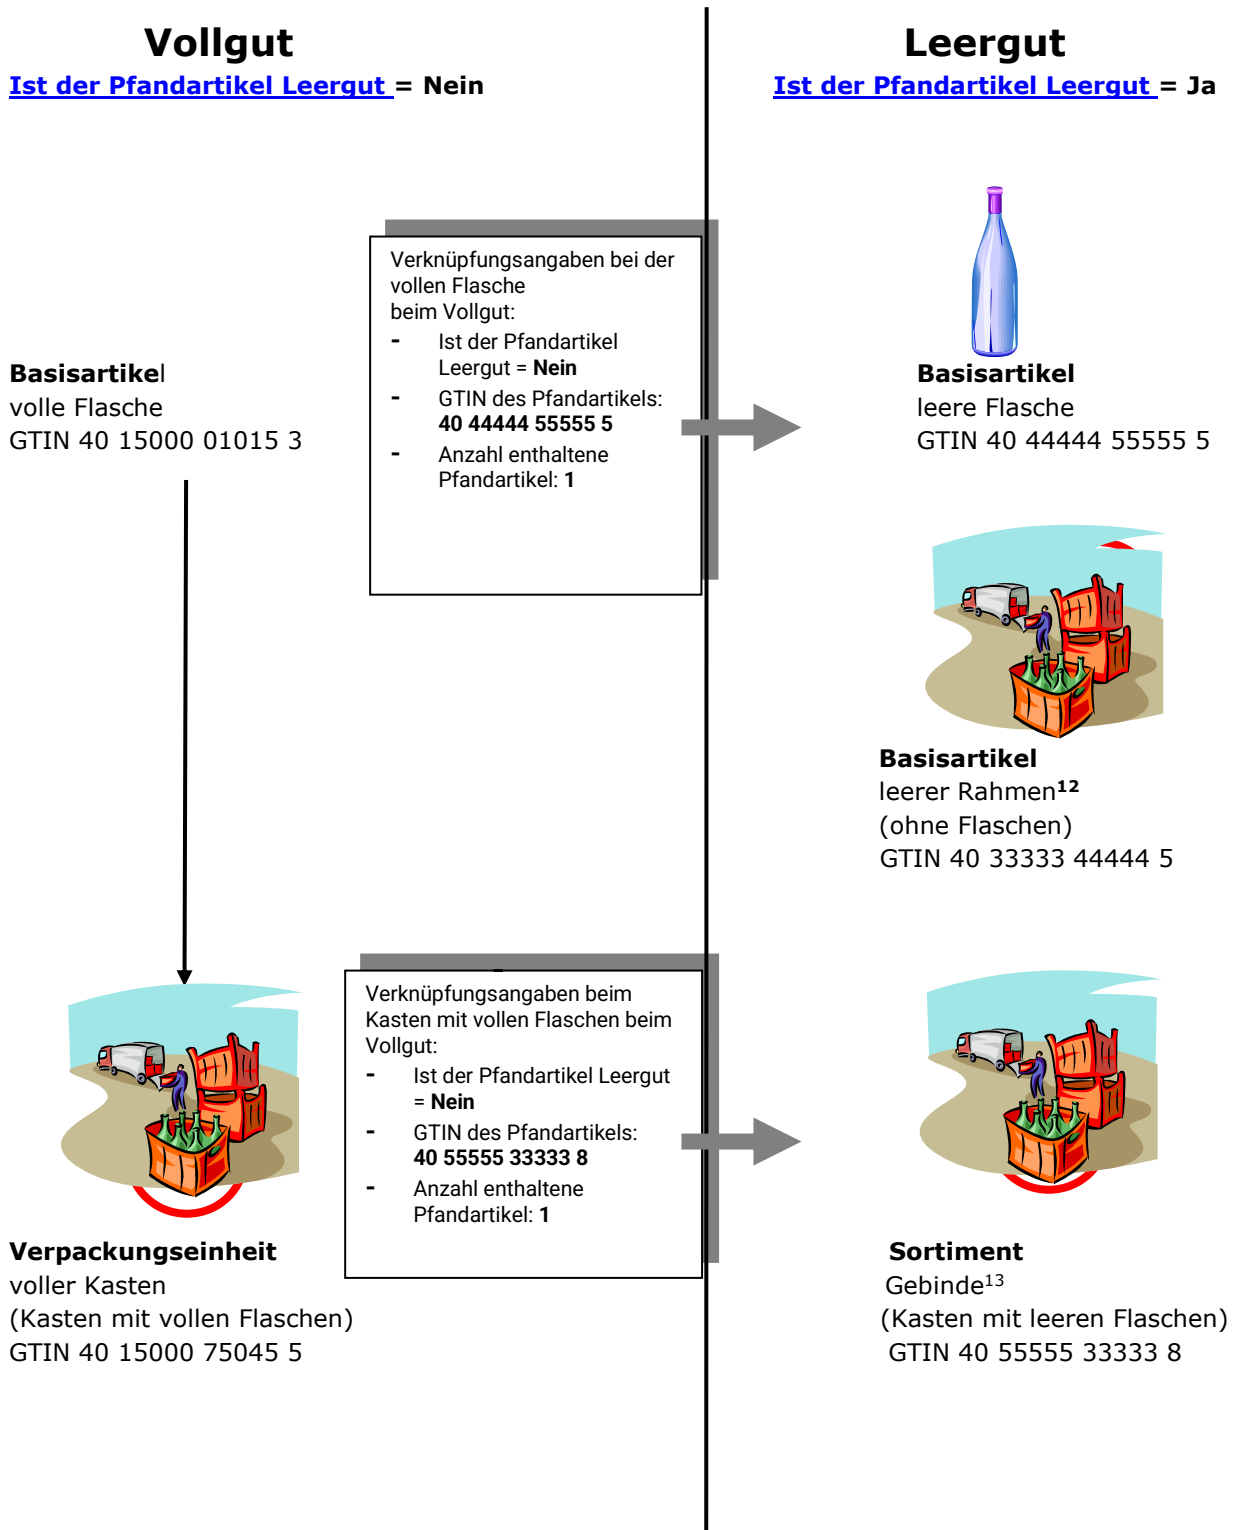 Vollgut
Ist der Pfandartikel Leergut = Nein
Leergut
Ist der Pfandartikel Leergut = Ja
Verknüpfungsangaben bei der
vollen Flasche
beim Vollgut:
- Ist der Pfandartikel
Leergut = Nein
- GTIN des Pfandartikels:
40 44444 55555 5
- Anzahl enthaltene
Pfandartikel: 1
Basisartikel
volle Flasche
GTIN 40 15000 01015 3
Basisartikel
leere Flasche
GTIN 40 44444 55555 5
Basisartikel
leerer Rahmen12
(ohne Flaschen)
GTIN 40 33333 44444 5
Verknüpfungsangaben beim
Kasten mit vollen Flaschen beim
Vollgut:
- Ist der Pfandartikel Leergut
= Nein
- GTIN des Pfandartikels:
40 55555 33333 8
- Anzahl enthaltene
Pfandartikel: 1
Verpackungseinheit
voller Kasten
(Kasten mit vollen Flaschen)
GTIN 40 15000 75045 5
Sortiment
Gebinde13
(Kasten mit leeren Flaschen)
GTIN 40 55555 33333 8